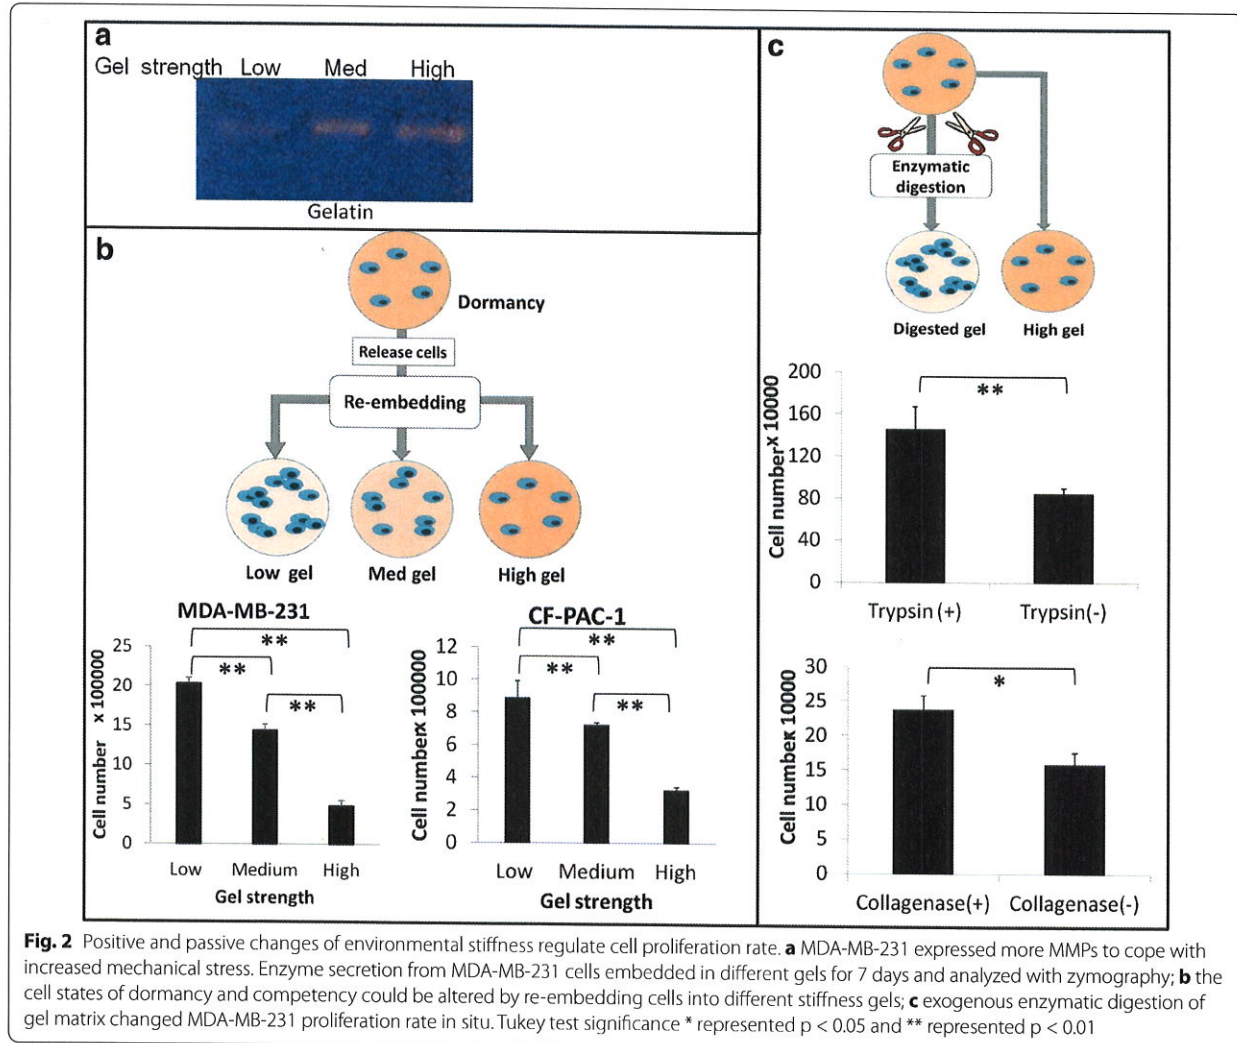 a
Gel strength Low Med High
Gelatin
b
Dormancy
Release cells
Re-embedding
Low gel Med gel High gel
MDA-MB-231
**
**
**
25
20
15
10
5
0
Cell number x 100000
Low Medium High
Gel strength
CF-PAC-1
**
**
**
12
10
8
6
4
2
0
Cell number x 100000
Low Medium High
Gel strength
c
Enzymatic
digestion
Digested gel High gel
200
160
120
80
40
0
Cell number x 10000
**
Trypsin (+) Trypsin(-)
30
25
20
15
10
5
0
Cell number x 10000
*
Collagenase(+) Collagenase(-)
Fig. 2 Positive and passive changes of environmental stiffness regulate cell proliferation rate. a MDA-MB-231 expressed more MMPs to cope with
increased mechanical stress. Enzyme secretion from MDA-MB-231 cells embedded in different gels for 7 days and analyzed with zymography; b the
cell states of dormancy and competency could be altered by re-embedding cells into different stiffness gels; c exogenous enzymatic digestion of
gel matrix changed MDA-MB-231 proliferation rate in situ. Tukey test significance * represented p < 0.05 and ** represented p < 0.01